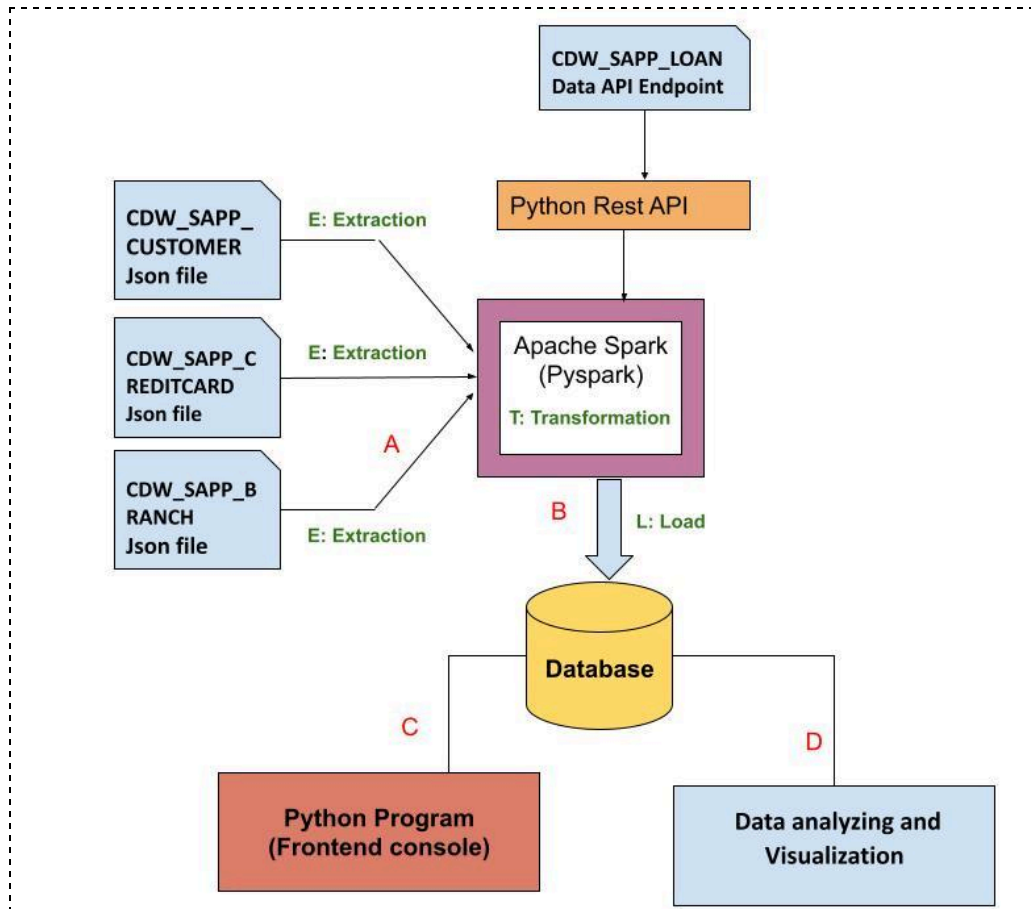 CDW_SAPP_LOAN
Data API Endpoint
Python Rest API
CDW_SAPP_
CUSTOMER
Json file
E: Extraction
CDW_SAPP_C
REDITCARD
Json file
E: Extraction
Apache Spark
(Pyspark)
T: Transformation
A
CDW_SAPP_B
RANCH
Json file
E: Extraction
B
L: Load
Database
C
D
Python Program
(Frontend console)
Data analyzing and
Visualization